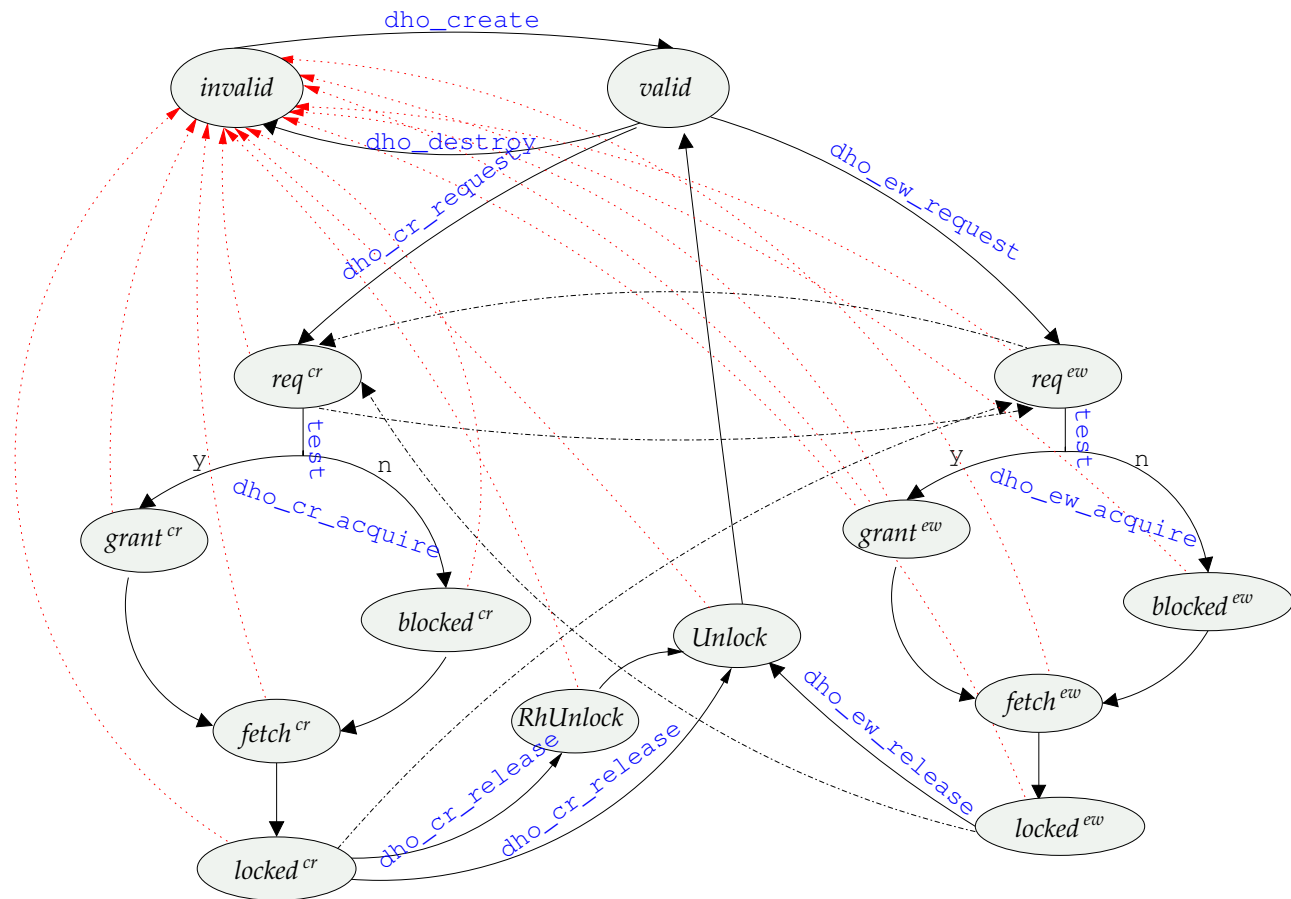 dho_create
invalid
valid
dho_destroy
dho_cr_request
dho_ew_request
req cr
req ew
test
test
y
n
y
n
dho_cr_acquire
dho_ew_acquire
grant cr
grant ew
blocked cr
blocked ew
Unlock
fetch cr
RhUnlock
fetch ew
dho_ew_release
dho_cr_release
dho_cr_release
locked cr
locked ew